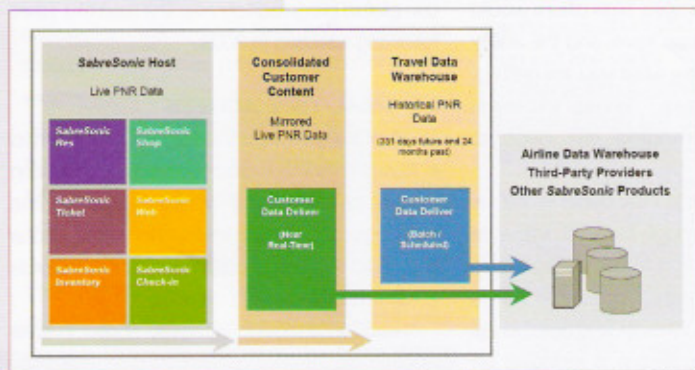 SabreSonic Host
Live PNR Data
SabreSonic
Res
SabreSonic
Shop
SabreSonic
Ticket
SabreSonic
Web
SabreSonic
Inventory
SabreSonic
Check-in
Consolidated
Customer
Content
Mirrored
Live PNR Data
Customer
Data Deliver
(Near
Real-Time)
Travel Data
Warehouse
Historical PNR
Data
(331 days future and 24
months past)
Customer
Data Deliver
(Batch /
Scheduled)
Airline Data Warehouse
Third-Party Providers
Other SabreSonic Products